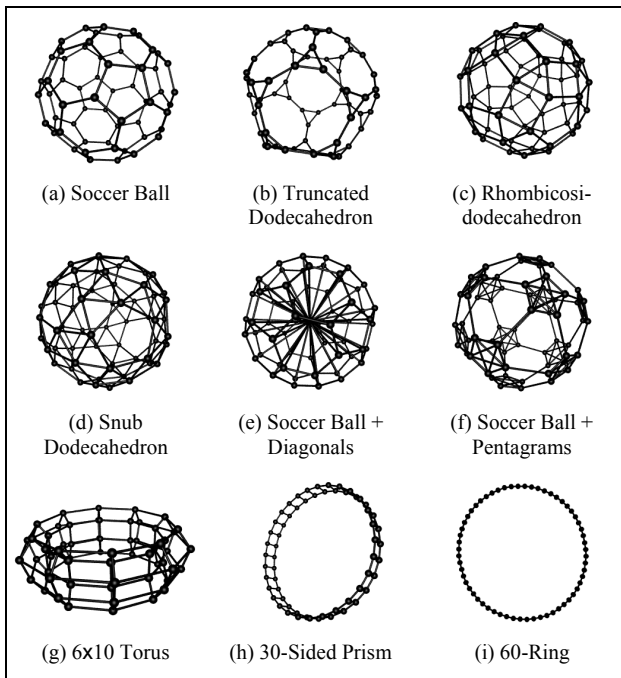 (a) Soccer Ball
(b) Truncated
Dodecahedron
(c) Rhombicosi-
dodecahedron
(d) Snub
Dodecahedron
(e) Soccer Ball +
Diagonals
(f) Soccer Ball +
Pentagrams
(g) 6x10 Torus
(h) 30-Sided Prism
(i) 60-Ring